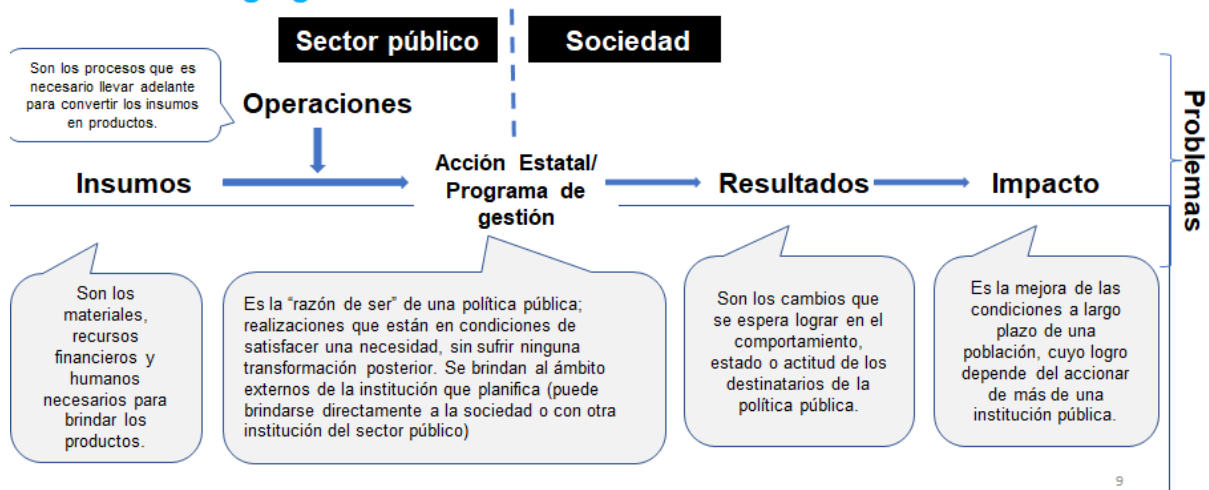 Sector público
Sociedad
Son los procesos que es
necesario llevar adelante
para convertir los insumos
en productos.
Operaciones
Insumos
Acción Estatal/
Programa de
gestión
Resultados
Impacto
Problemas
Son los
materiales,
recursos
financieros y
humanos
necesarios para
brindar los
productos.
Es la “razón de ser” de una política pública;
realizaciones que están en condiciones de
satisfacer una necesidad, sin sufrir ninguna
transformación posterior. Se brindan al ámbito
externos de la institución que planifica (puede
brindarse directamente a la sociedad o con otra
institución del sector público)
Son los cambios que
se espera lograr en el
comportamiento,
estado o actitud de los
destinatarios de la
política pública.
Es la mejora de las
condiciones a largo
plazo de una
población, cuyo logro
depende del accionar
de más de una
institución pública.
9